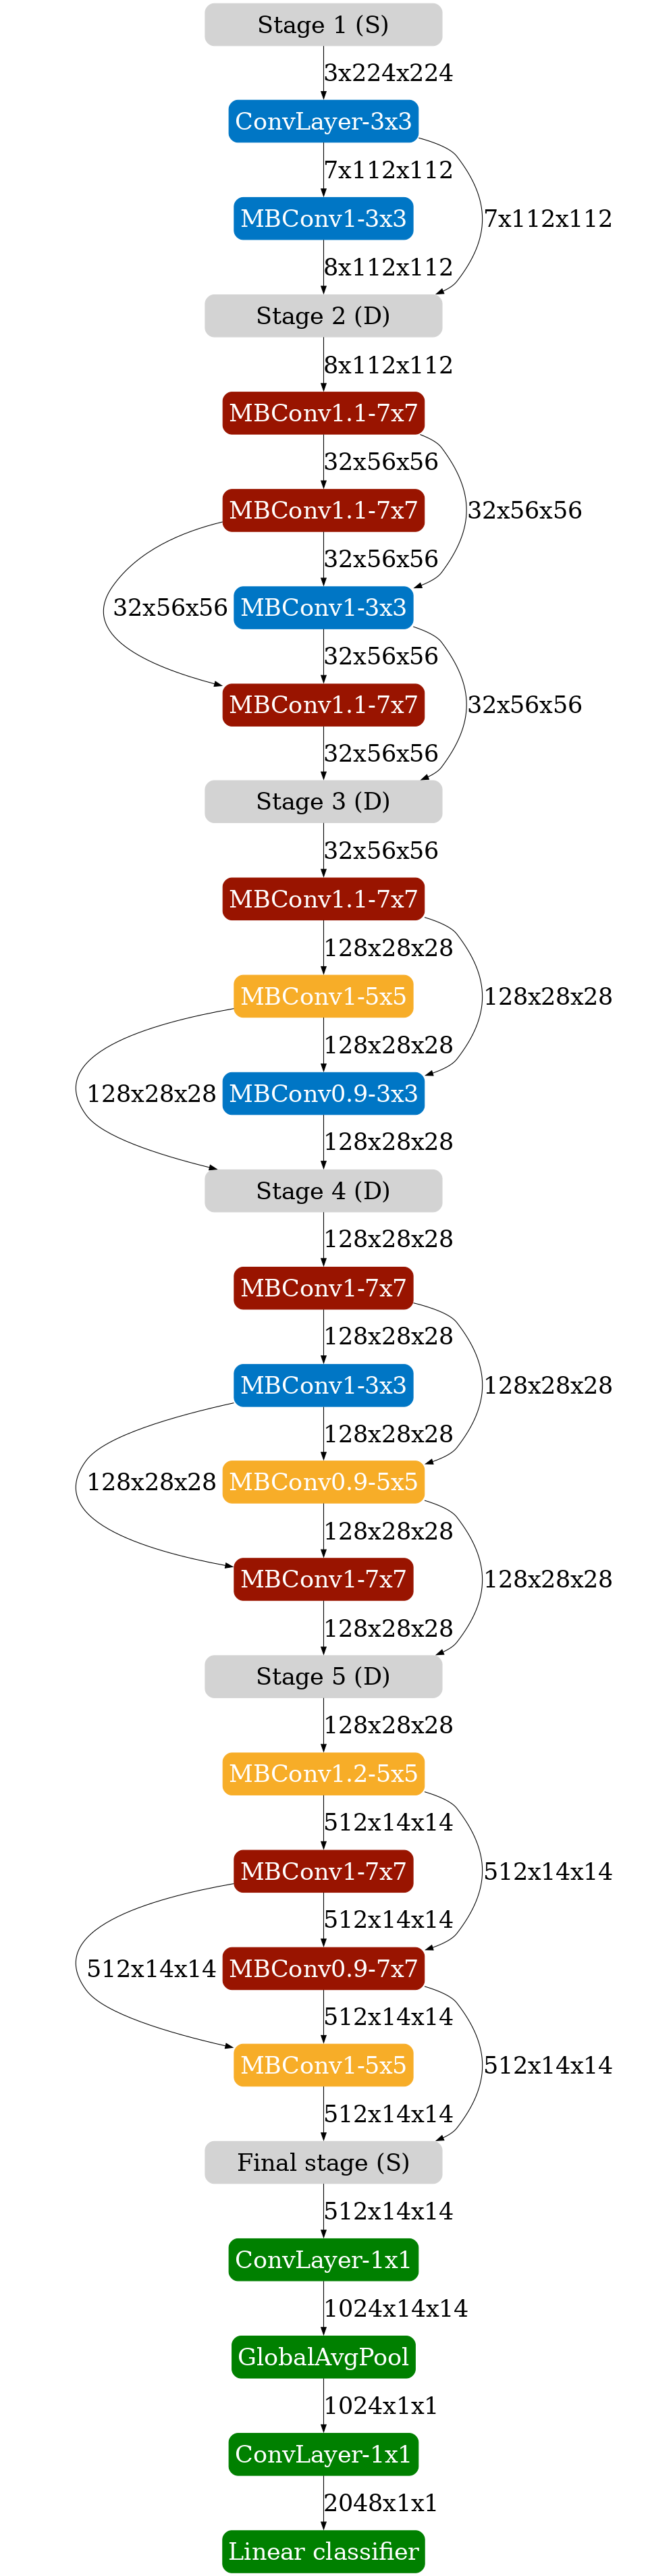 Stage 1 (S)
3x224x224
ConvLayer-3x3
7x112x112
MBConv1-3x3
7x112x112
8x112x112
Stage 2 (D)
8x112x112
MBConv1.1-7x7
32x56x56
MBConv1.1-7x7
32x56x56
32x56x56
MBConv1-3x3
32x56x56
32x56x56
MBConv1.1-7x7
32x56x56
32x56x56
Stage 3 (D)
32x56x56
MBConv1.1-7x7
128x28x28
MBConv1-5x5
128x28x28
128x28x28
128x28x28
MBConv0.9-3x3
128x28x28
Stage 4 (D)
128x28x28
MBConv1-7x7
128x28x28
MBConv1-3x3
128x28x28
128x28x28
128x28x28
MBConv0.9-5x5
128x28x28
MBConv1-7x7
128x28x28
128x28x28
Stage 5 (D)
128x28x28
MBConv1.2-5x5
512x14x14
MBConv1-7x7
512x14x14
512x14x14
512x14x14
MBConv0.9-7x7
512x14x14
MBConv1-5x5
512x14x14
512x14x14
Final stage (S)
512x14x14
ConvLayer-1x1
1024x14x14
GlobalAvgPool
1024x1x1
ConvLayer-1x1
2048x1x1
Linear classifier